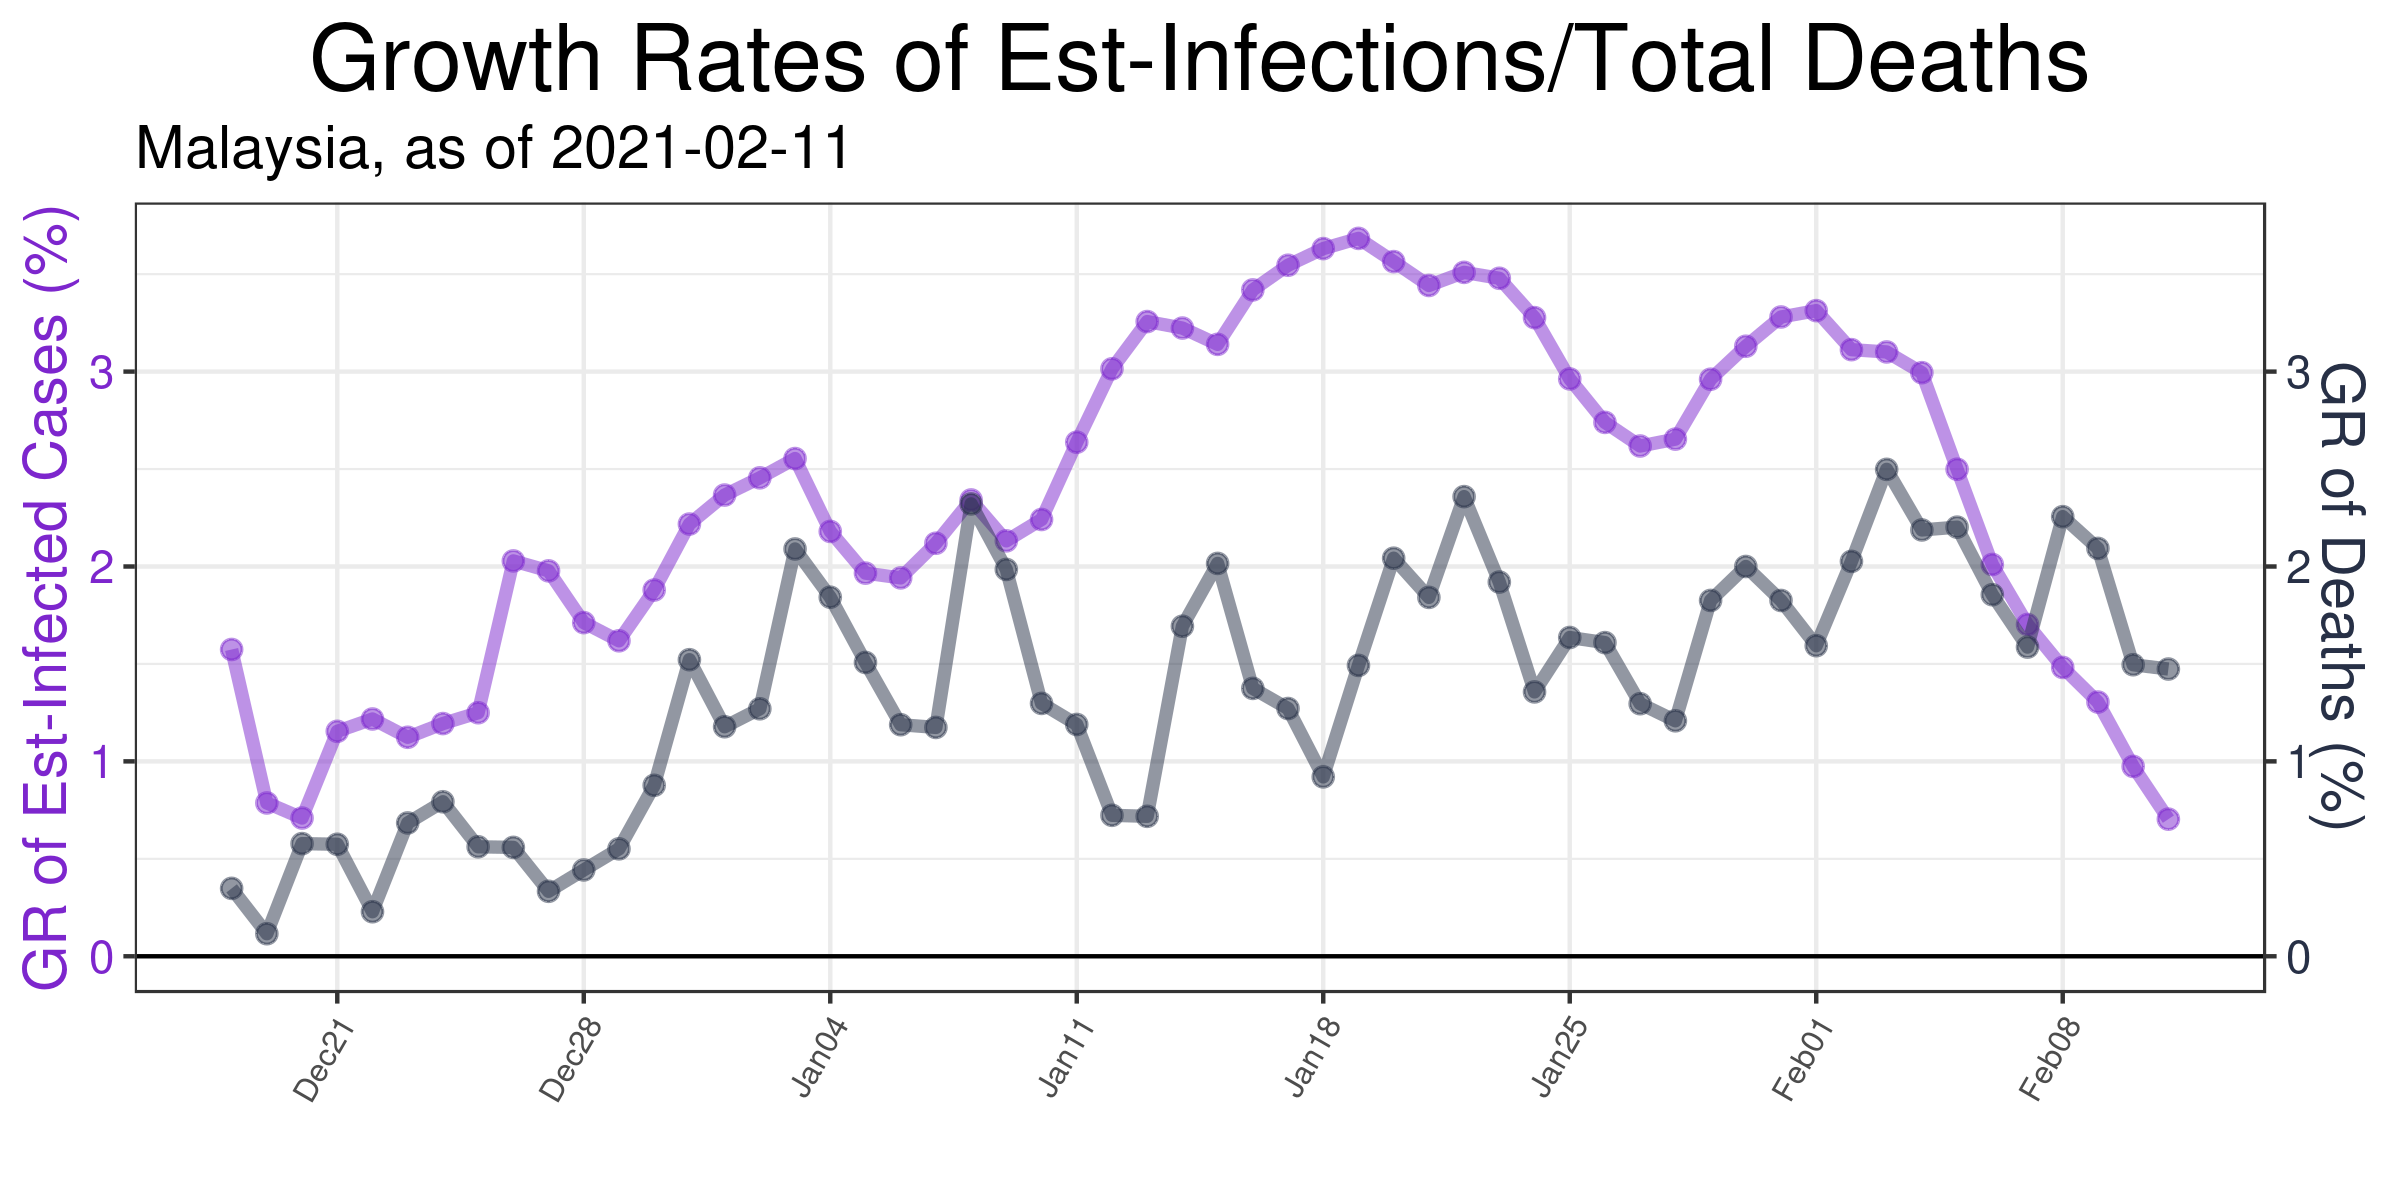 Growth Rates of Est-Infections/Total Deaths
Malaysia, as of 2021-02-11
GR of Est-Infected Cases (%)
3
2
1
0
3
2
1
0
GR of Deaths (%)
Dec21
Dec28
Jan04
Jan11
Jan18
Jan25
Feb01
Feb08